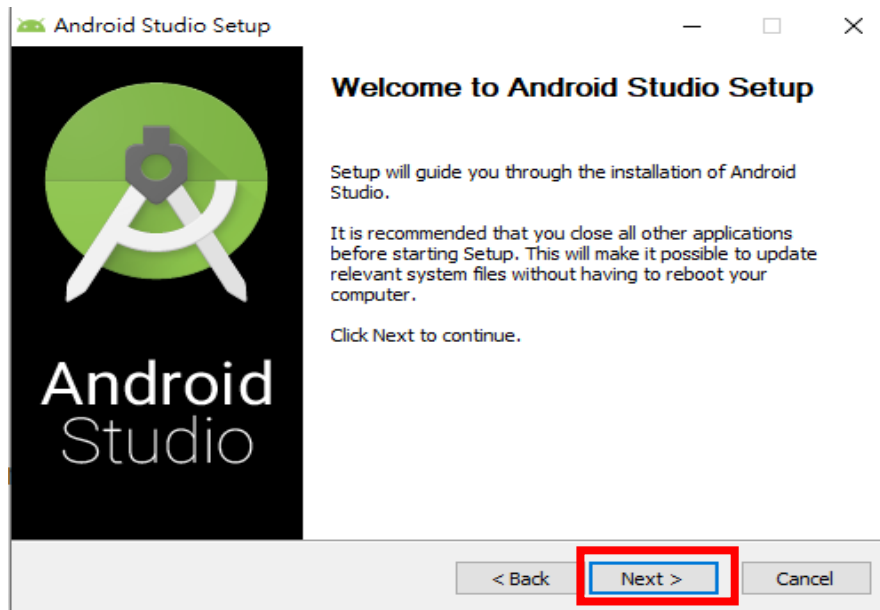 Android Studio Setup
Welcome to Android Studio Setup
Setup will guide you through the installation of Android
Studio.
It is recommended that you close all other applications
before starting Setup. This will make it possible to update
relevant system files without having to reboot your
computer.
Click Next to continue.
Android
Studio
< Back
Next >
Cancel